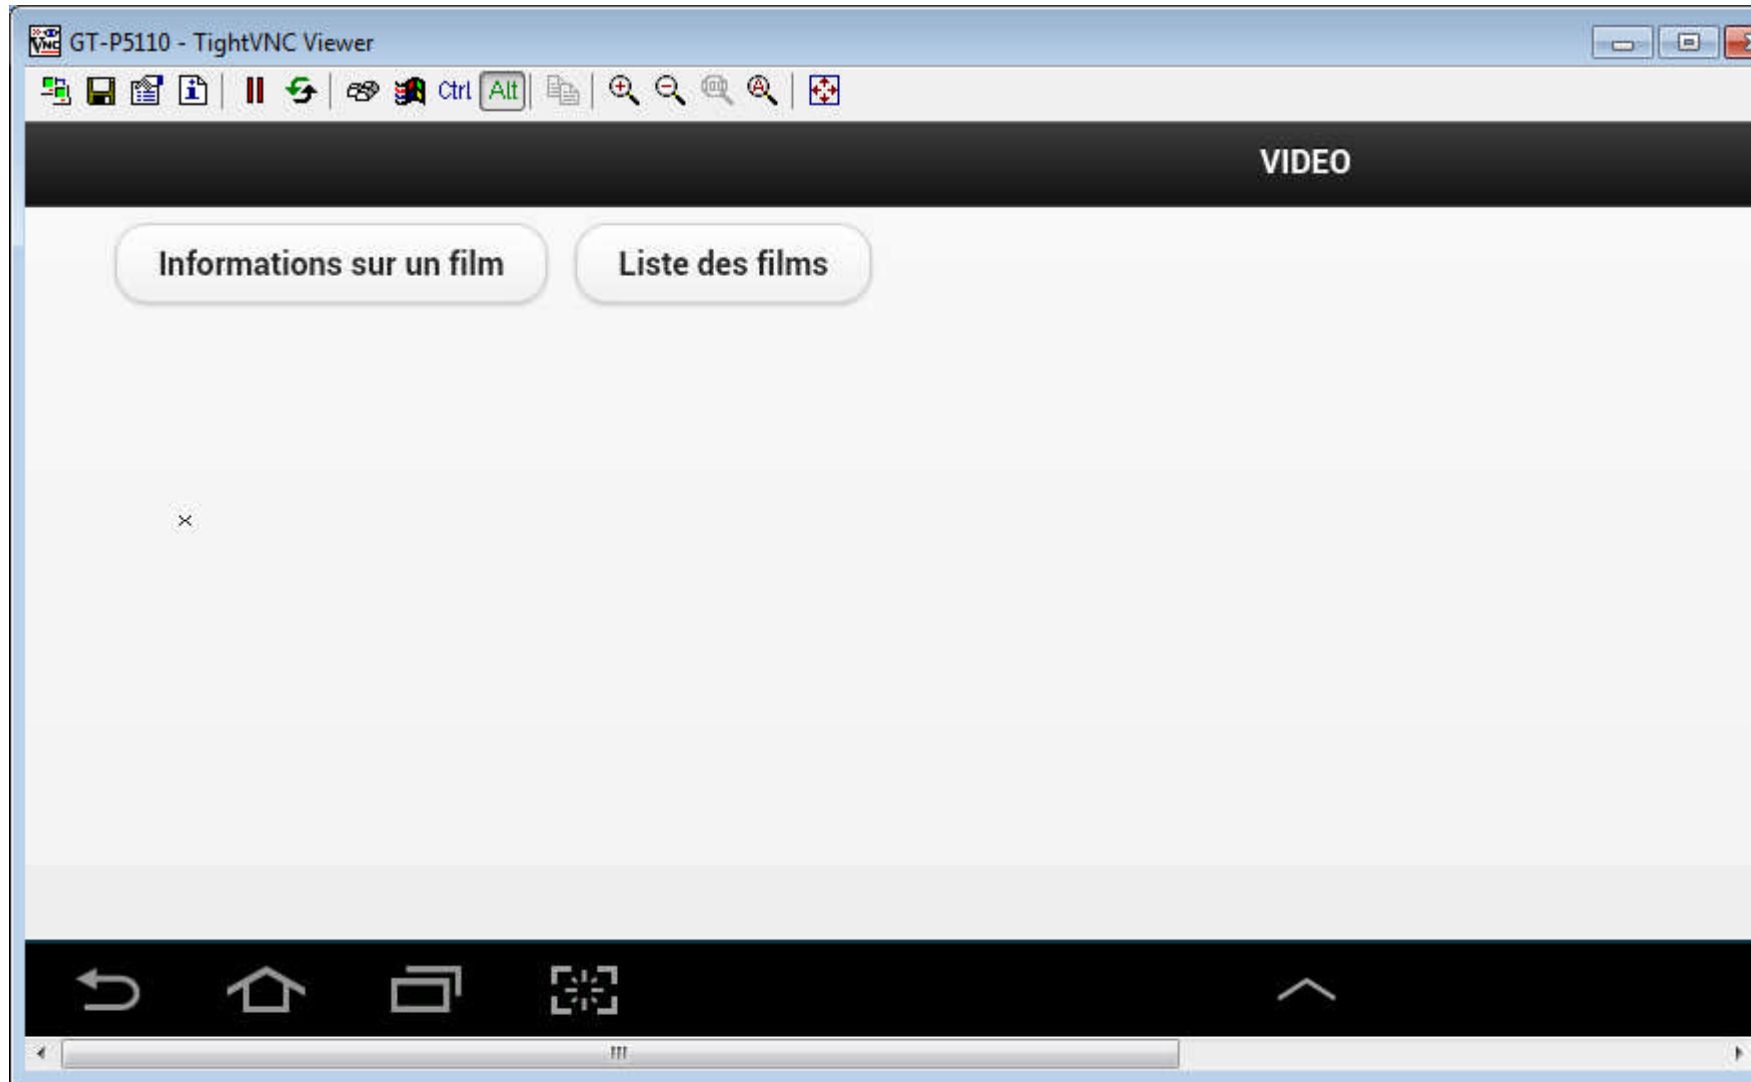 GT-P5110 - TightVNC Viewer
Ctrl Alt
VIDEO
Informations sur un film Liste des films